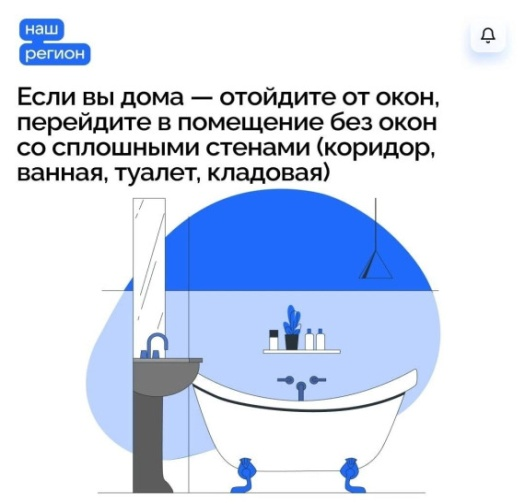 наш
регион
Если вы дома — отойдите от окон,
перейдите в помещение без окон
со сплошными стенами (коридор,
ванная, туалет, кладовая)